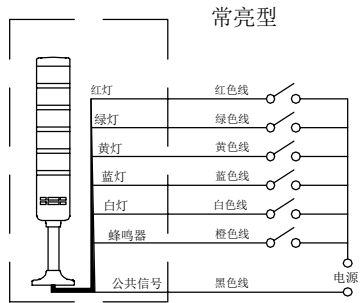 常亮型
红灯 红色线
绿灯 绿色线
黄灯 黄色线
蓝灯 蓝色线
白灯 白色线
蜂鸣器 橙色线
电源
公共信号 黑色线